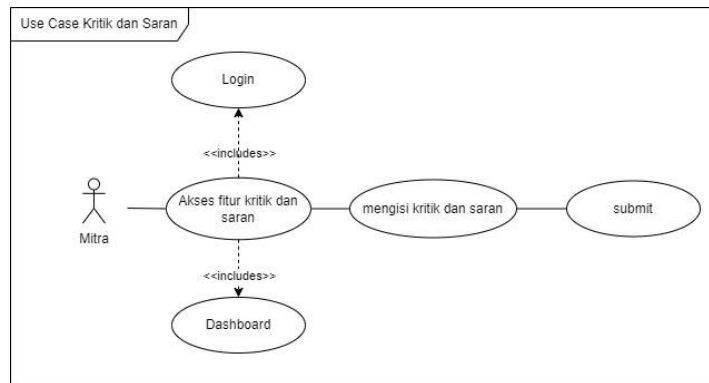 Use Case Kritik dan Saran
Login
<<includes>>
Mitra
Akses fitur kritik dan
saran
mengisi kritik dan saran
submit
<<includes>>
Dashboard